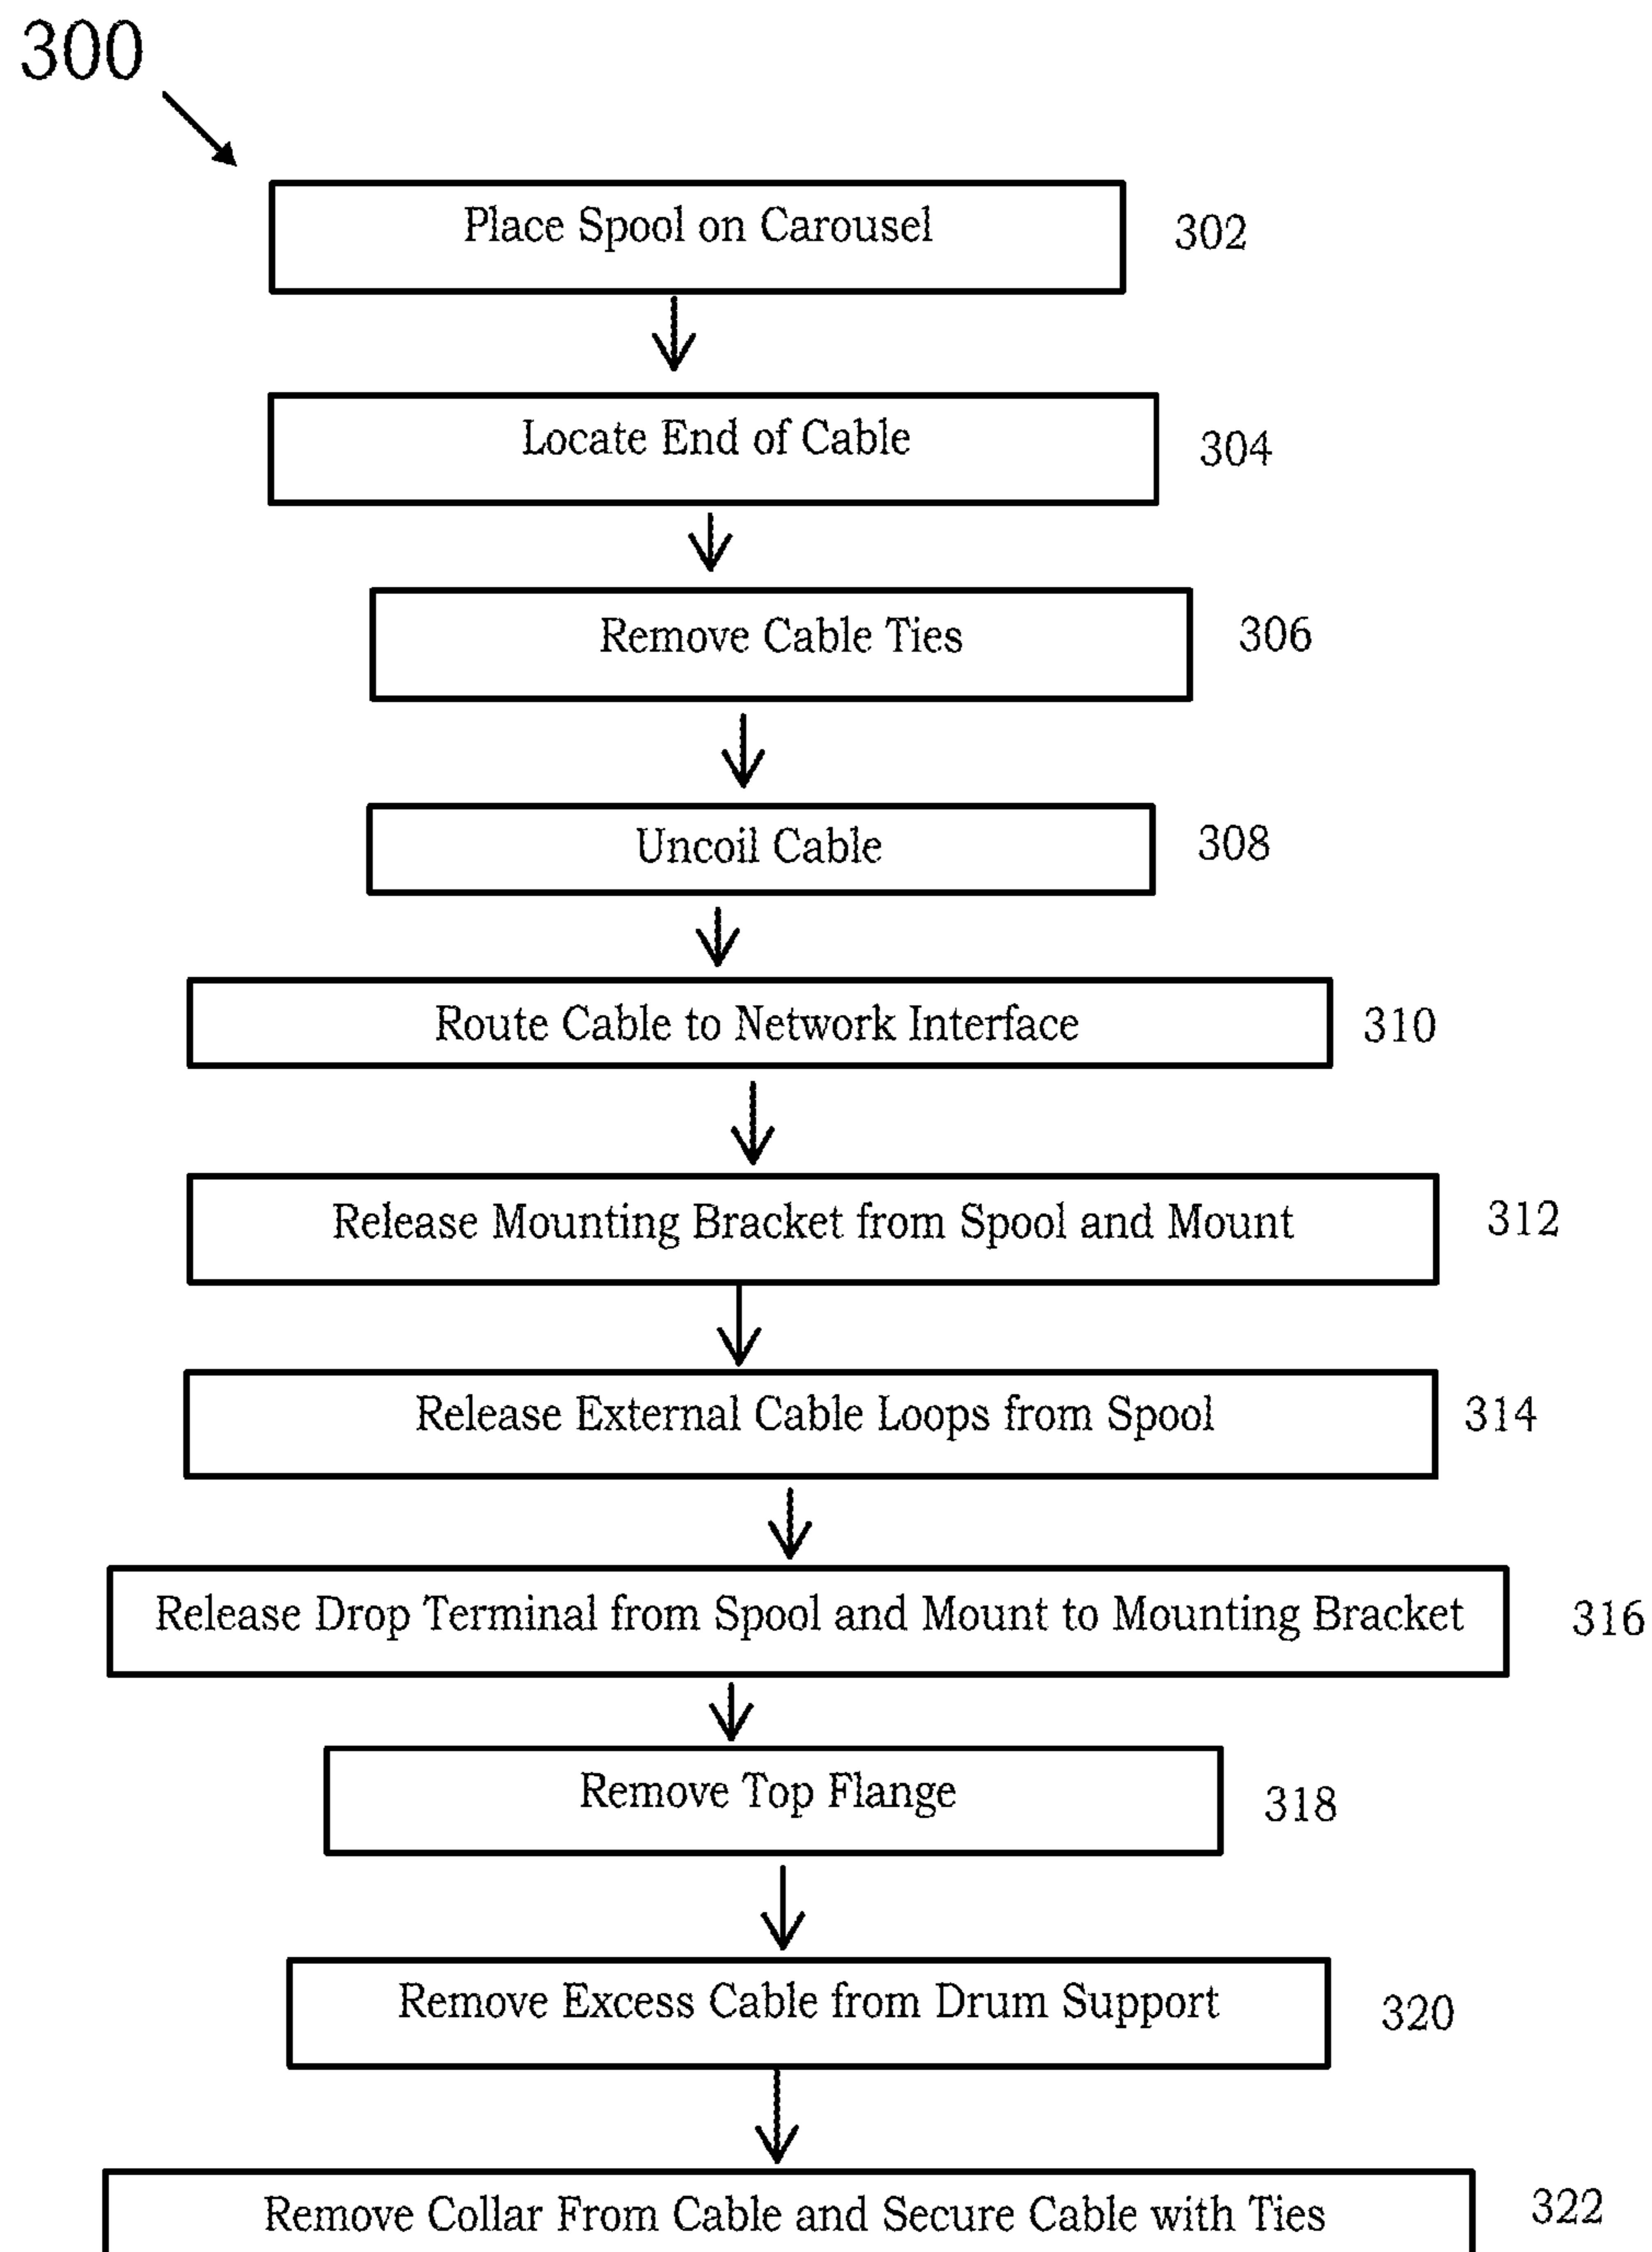 300
Place Spool on Carousel 302
Locate End of Cable 304
Remove Cable Ties 306
Uncoil Cable 308
Route Cable to Network Interface 310
Release Mounting Bracket from Spool and Mount 312
Release External Cable Loops from Spool 314
Release Drop Terminal from Spool and Mount to Mounting Bracket 316
Remove Top Flange 318
Remove Excess Cable from Drum Support 320
Remove Collar From Cable and Secure Cable with Ties 322